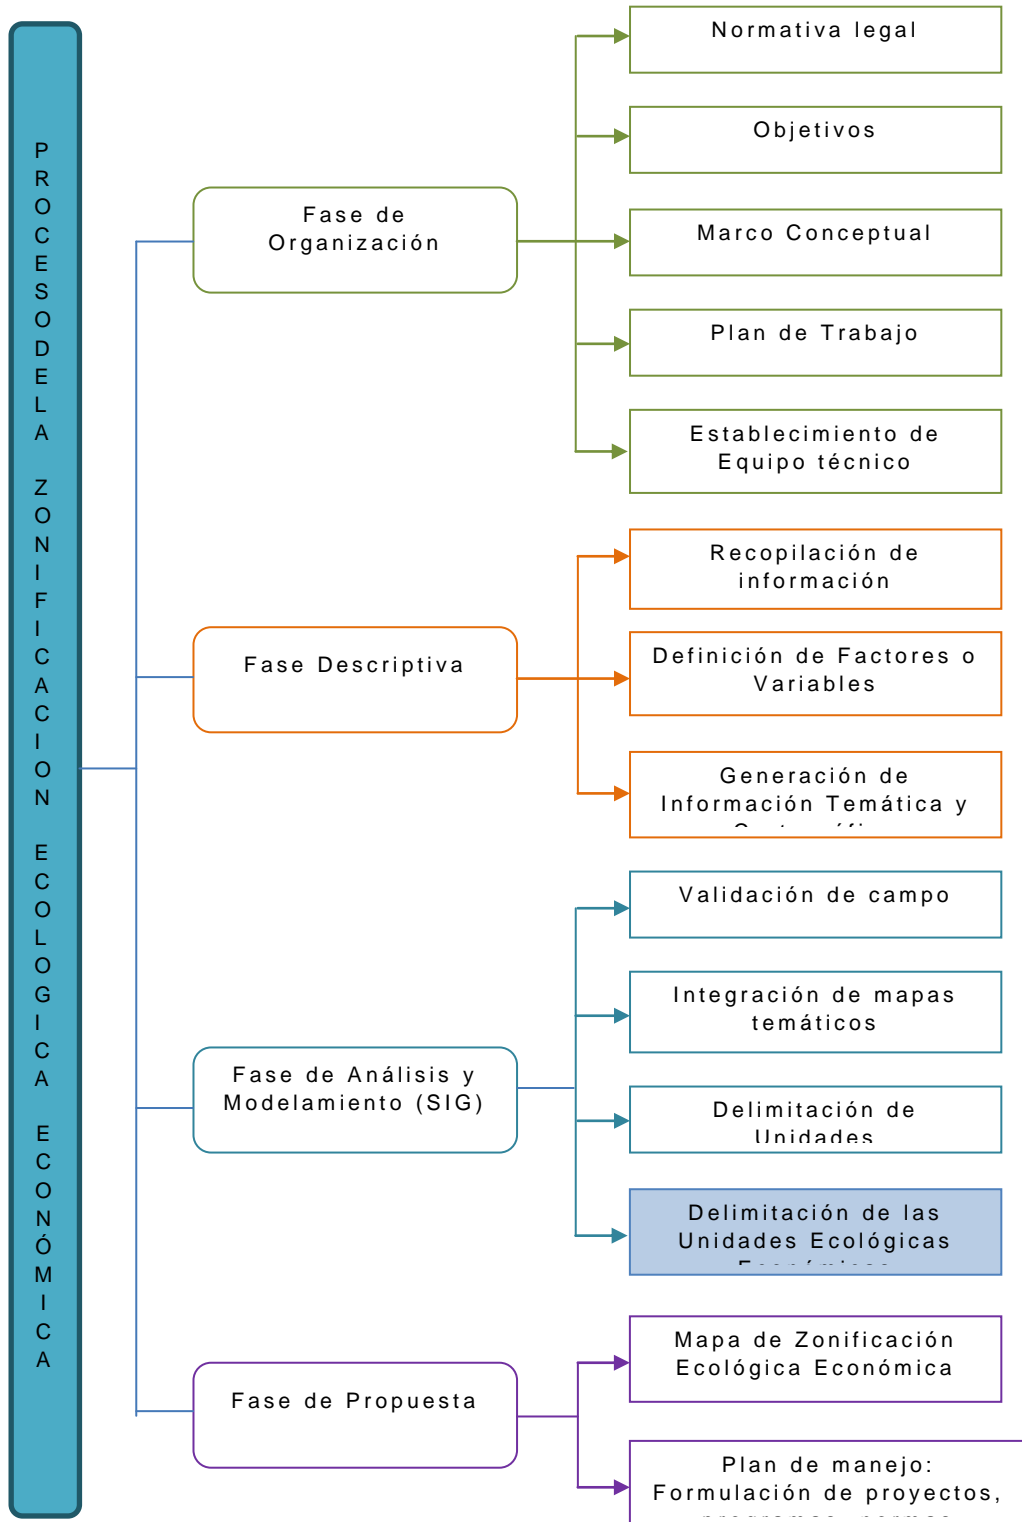 PROCESODELA ZONIFICACION ECOLOGICA ECONÓMICA
Fase de
Organización
Normativa legal
Objetivos
Marco Conceptual
Plan de Trabajo
Establecimiento de
Equipo técnico
Fase Descriptiva
Recopilación de
información
Definición de Factores o
Variables
Generación de
Información Temática y
Fase de Análisis y
Modelamiento (SIG)
Validación de campo
Integración de mapas
temáticos
Delimitación de
Unidades
Delimitación de las
Unidades Ecológicas
Fase de Propuesta
Mapa de Zonificación
Ecológica Económica
Plan de manejo:
Formulación de proyectos,